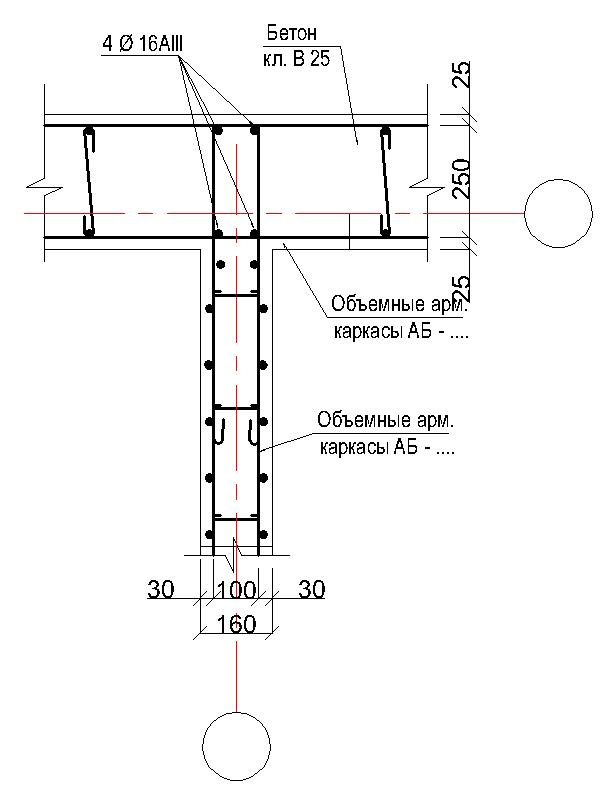 4 Ø 16АIII
Бетон
кл. В 25
25
250
25
Объемные арм.
каркасы АБ - ....
Объемные арм.
каркасы АБ - ....
30 100 30
160